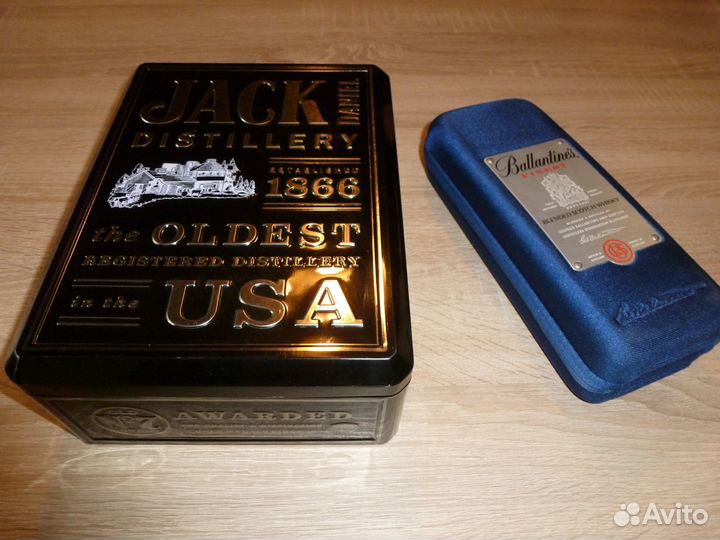 JACK DANIEL
DISTILLERY
ESTABLISHED
1866
the OLDEST
REGISTERED DISTILLERY
in the USA
AWARDED
Ballantine's
FINEST
BLENDED SCOTCH WHISKY
Avito